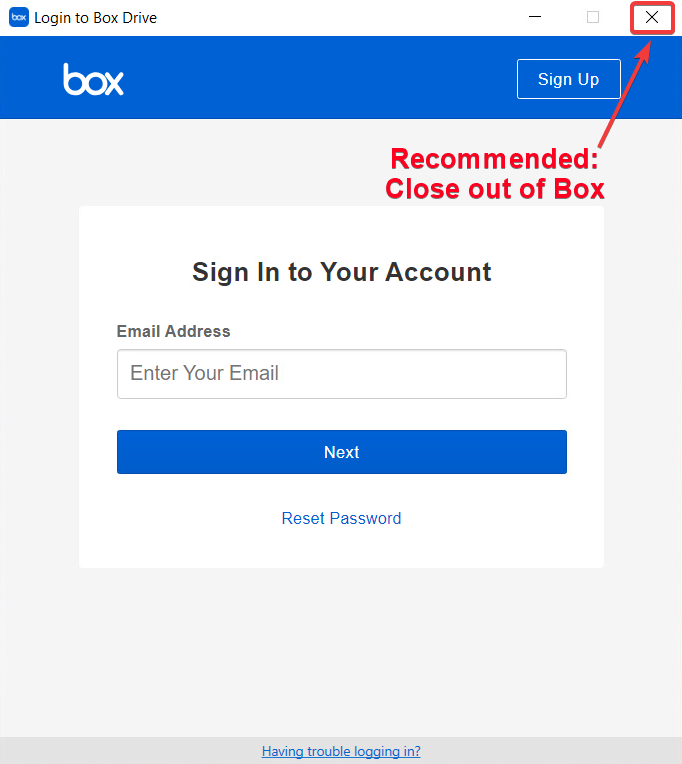 box Login to Box Drive
box
Sign Up
Recommended:
Close out of Box
Sign In to Your Account
Email Address
Enter Your Email
Next
Reset Password
Having trouble logging in?